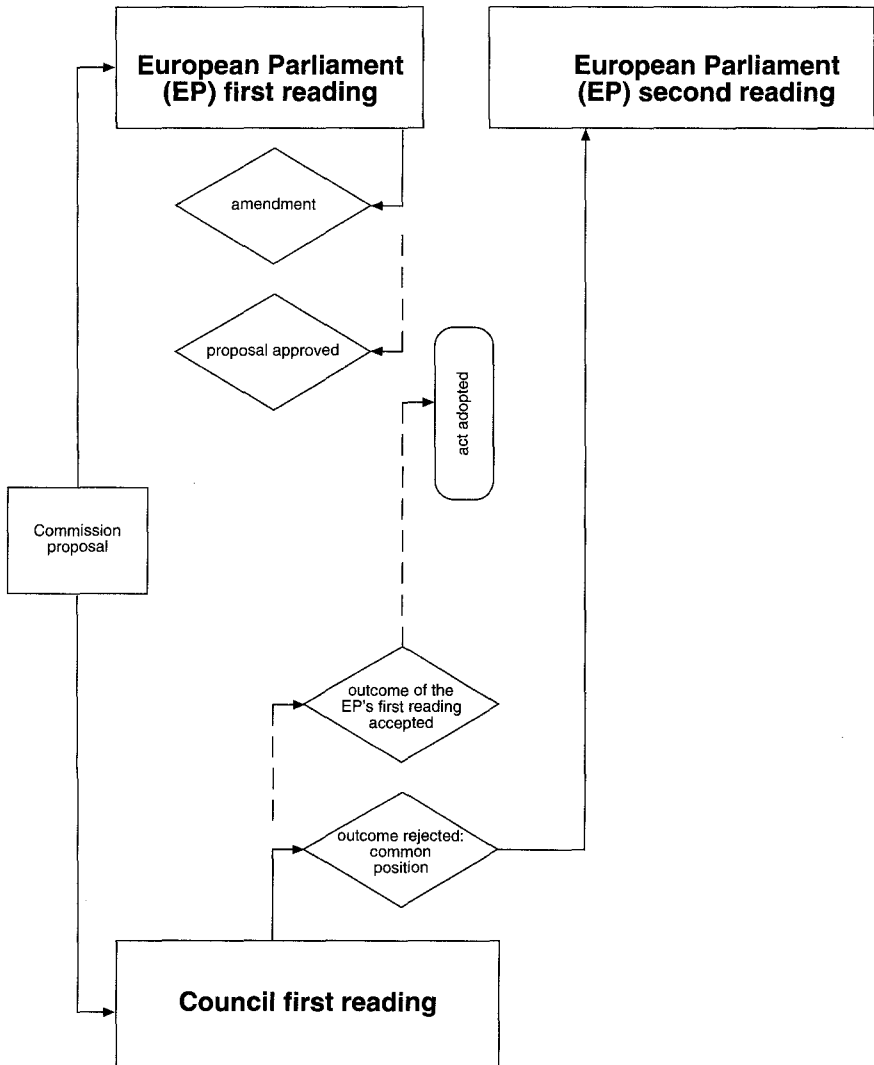 European Parliament
(EP) first reading
European Parliament
(EP) second reading
amendment
proposal approved
act adopted
Commission
proposal
outcome of the
EP's first reading
accepted
outcome rejected:
common
position
Council first reading